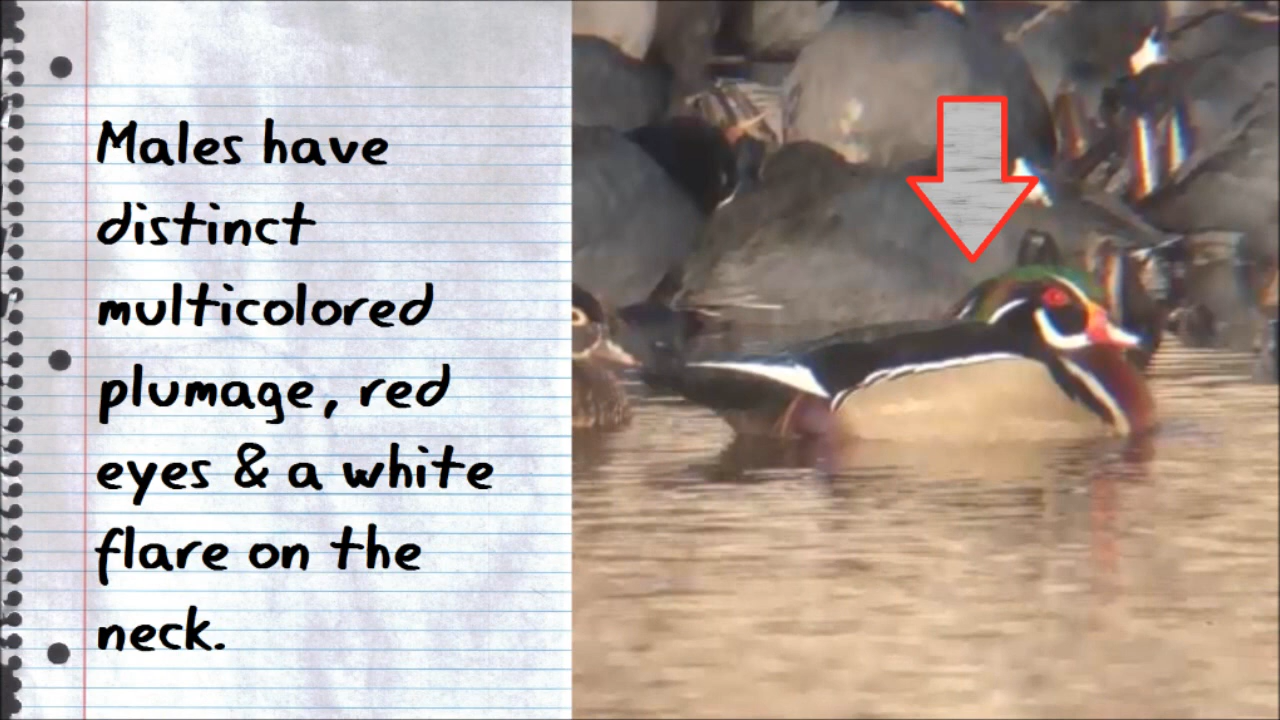 Males have
distinct
multicolored
plumage, red
eyes & a white
flare on the
neck.